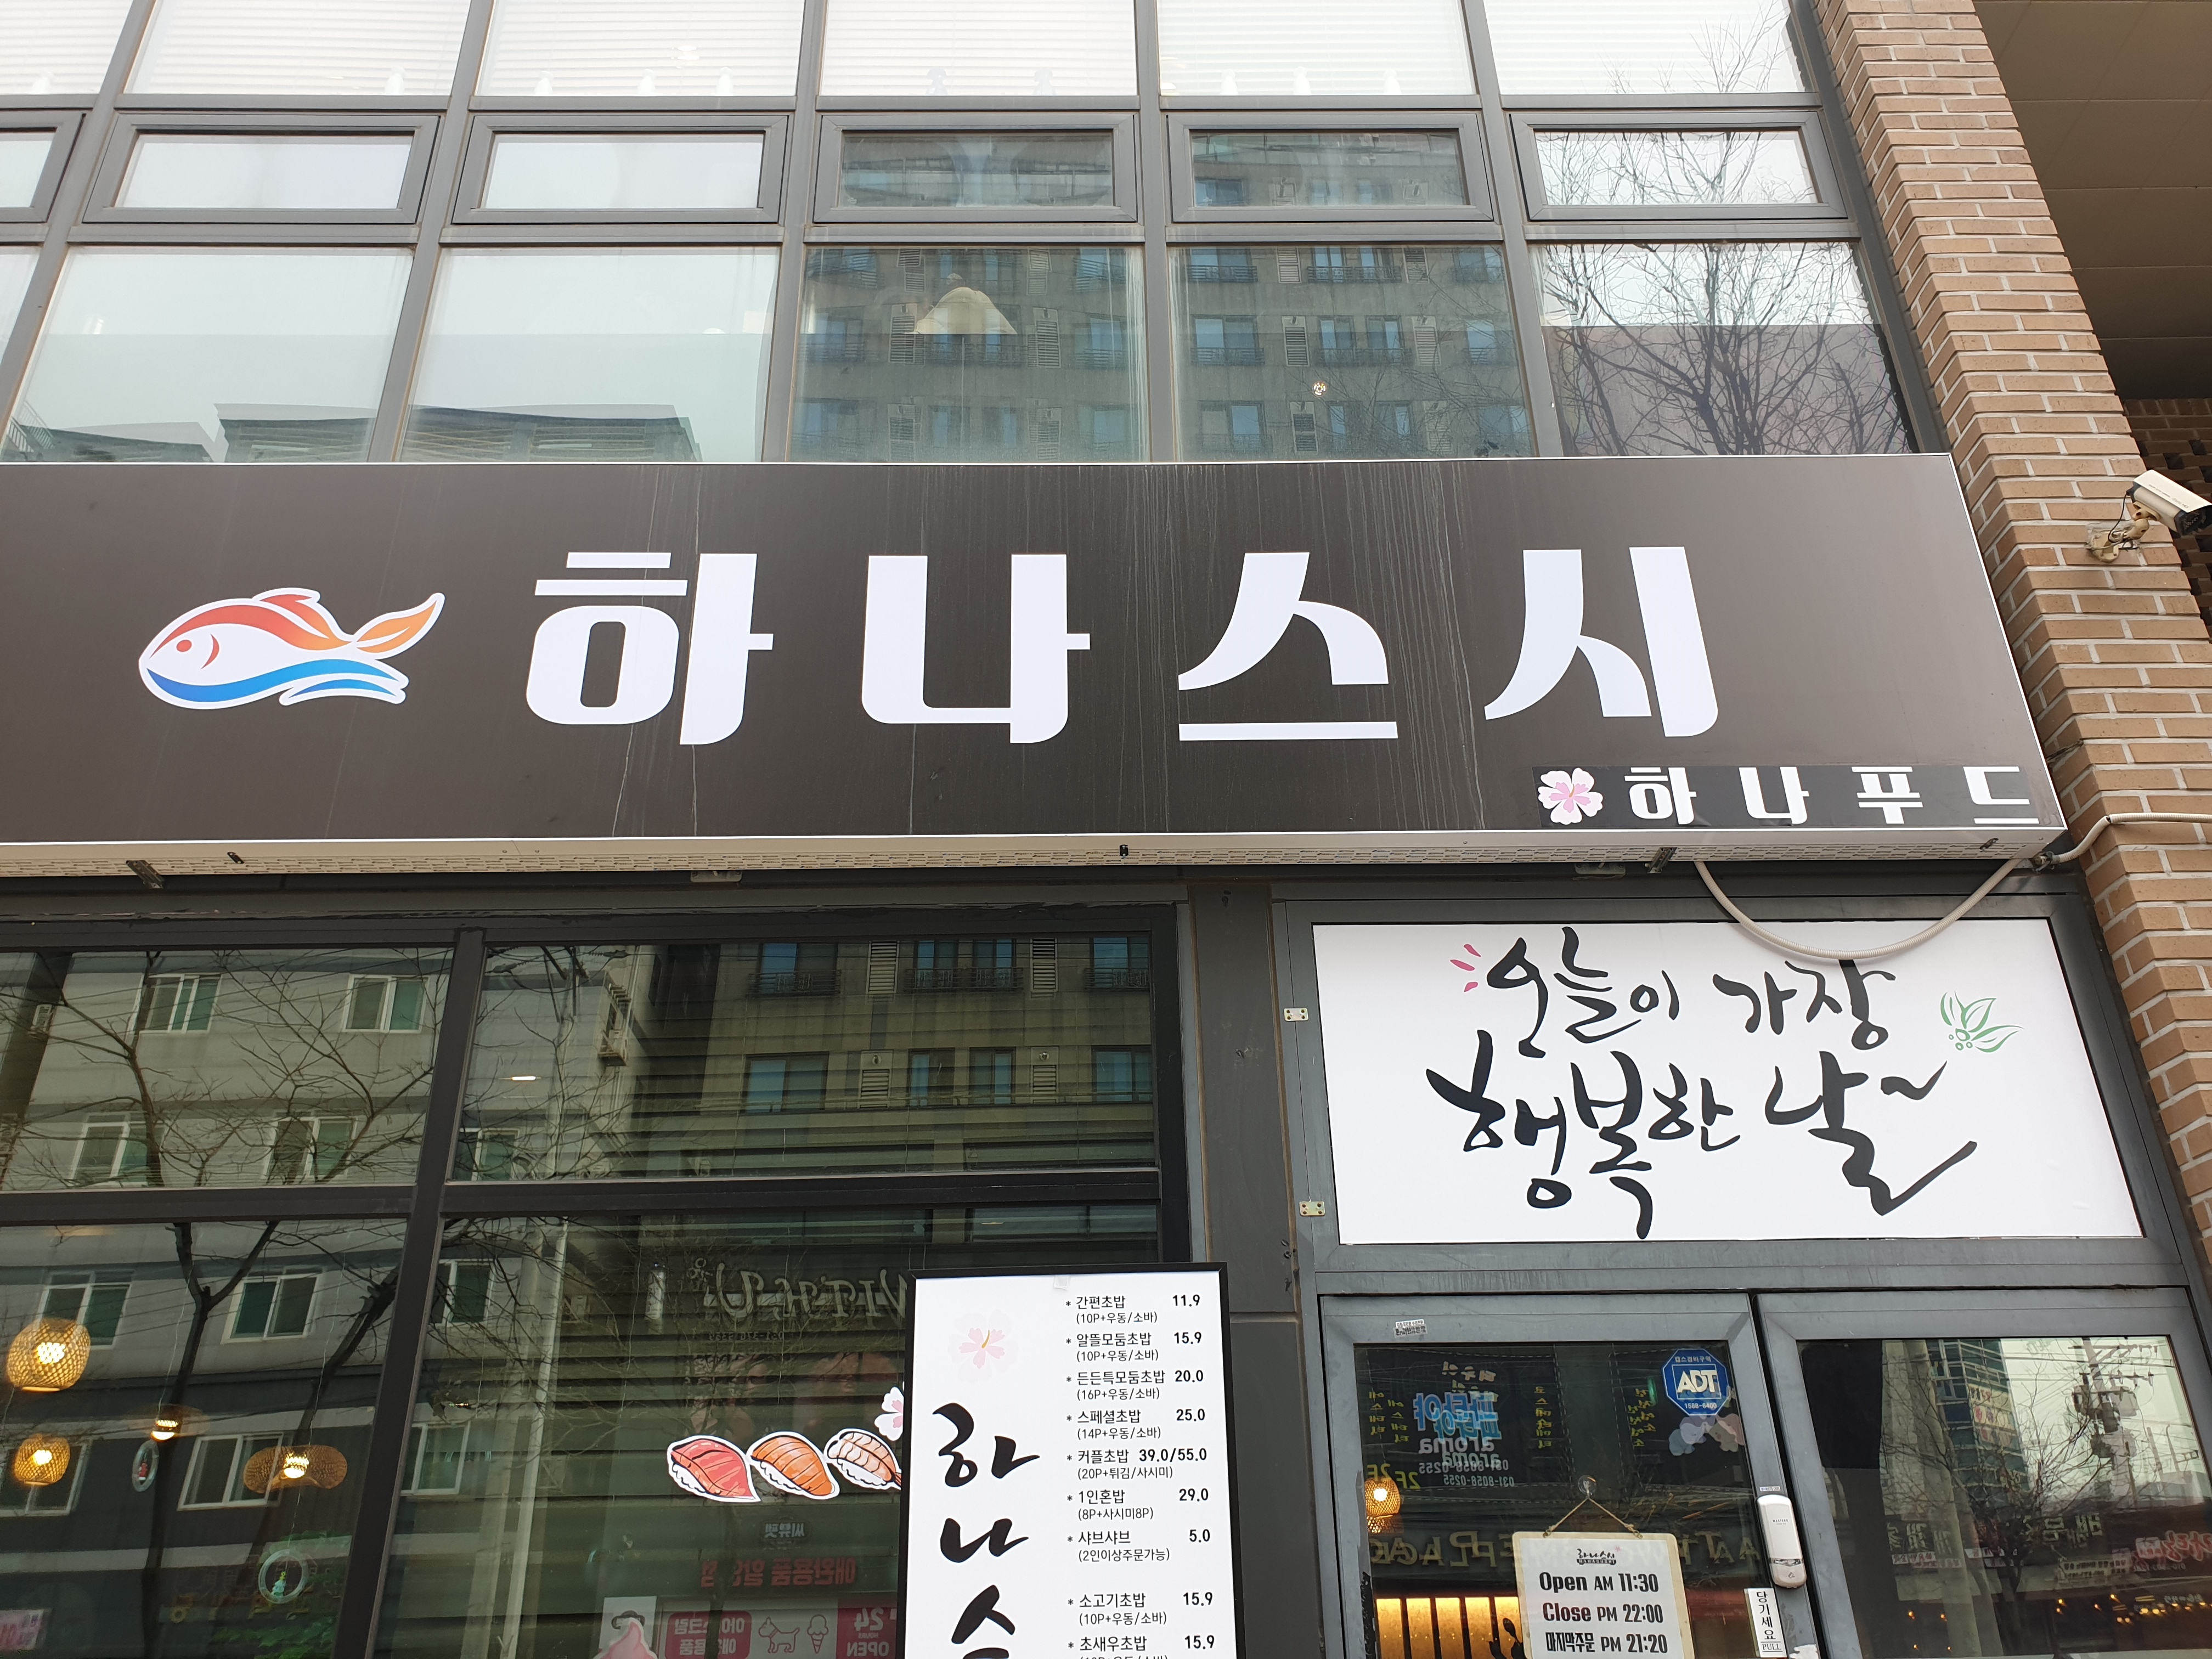 하나스시
하나푸드
오늘이 가장
행복한 날~
* 간편초밥 11.9
(10P+우동/소바)
* 알뜰모둠초밥 15.9
(10P+우동/소바)
* 든든특모둠초밥 20.0
(16P+우동/소바)
* 스페셜초밥 25.0
(14P+우동/소바)
* 커플초밥 39.0/55.0
(20P+튀김/사시미)
* 1인혼밥 29.0
(8P+사시미8P)
* 샤브샤브 5.0
(2인이상주문가능)
* 소고기초밥 15.9
(10P+우동/소바)
* 초새우초밥 15.9
하나스
ADT
1588-6400
하나스시
Open AM 11:30
Close PM 22:00
마지막주문 PM 21:20
당기세요
PULL